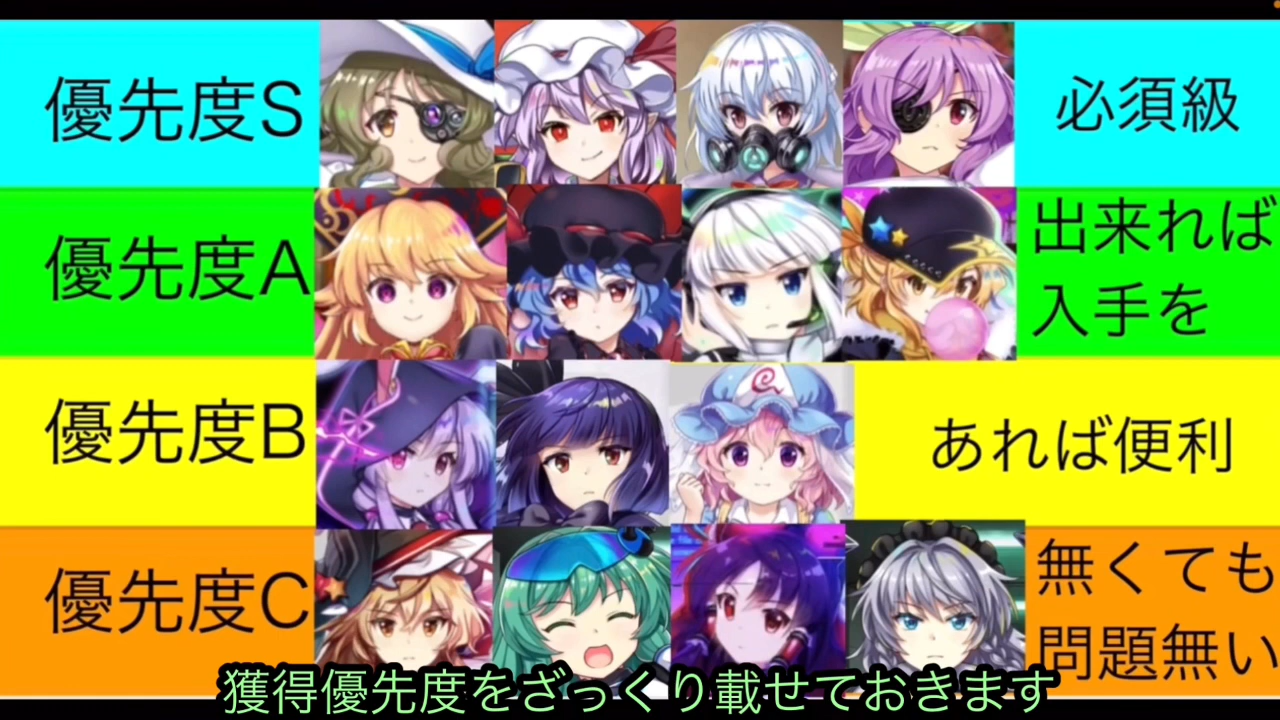 優先度S
必須級
優先度A
出来れば
入手を
優先度B
あれば便利
優先度C
無くても
問題無い
獲得優先度をざっくり載せておきます